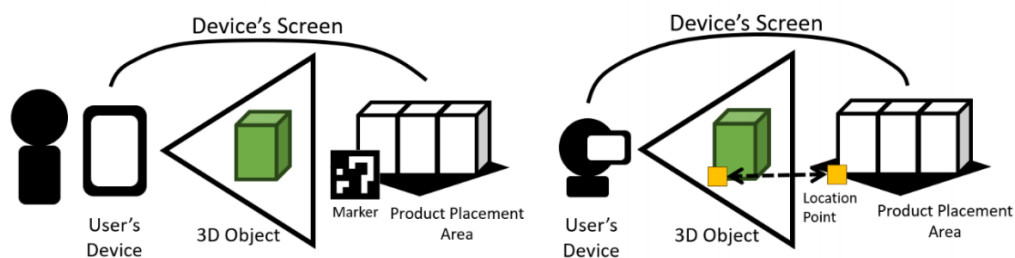 Device's Screen
User's
Device
3D Object
Marker
Product Placement
Area
Device's Screen
User's
Device
3D Object
Location
Point
Product Placement
Area